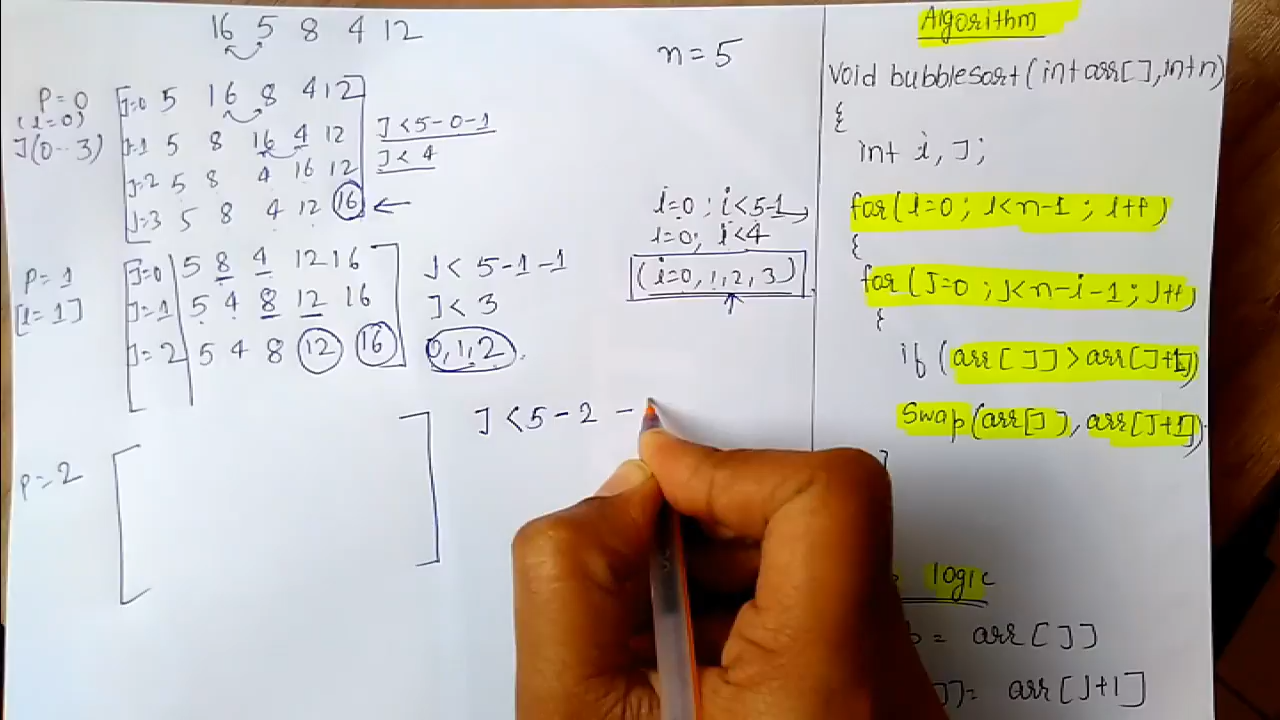 16 5 8 4 12
n = 5
P = 0
(i=0)
J(0..3)
J=0 5 16 8 4 12
J=1 5 8 16 4 12
J=2 5 8 4 16 12
J=3 5 8 4 12 16 ←
J < 5-0-1
J < 4
i=0 ; i<5-1
i=0; i<4
(i=0,1,2,3)
P = 1
[i=1]
J=0 5 8 4 12 16
J=1 5 4 8 12 16
J=2 5 4 8 12 16
J < 5-1-1
J < 3
0,1,2
P=2
J < 5-2 -
Algorithm
void bubblesort(int arr[], int n)
{
int i, J;
for(i=0 ; i<n-1 ; i++)
{
for(J=0 ; J<n-i-1 ; J++)
{
if (arr[J]>arr[J+1])
Swap(arr[J], arr[J+1])
logic
= arr[J]
J]= arr[J+1]